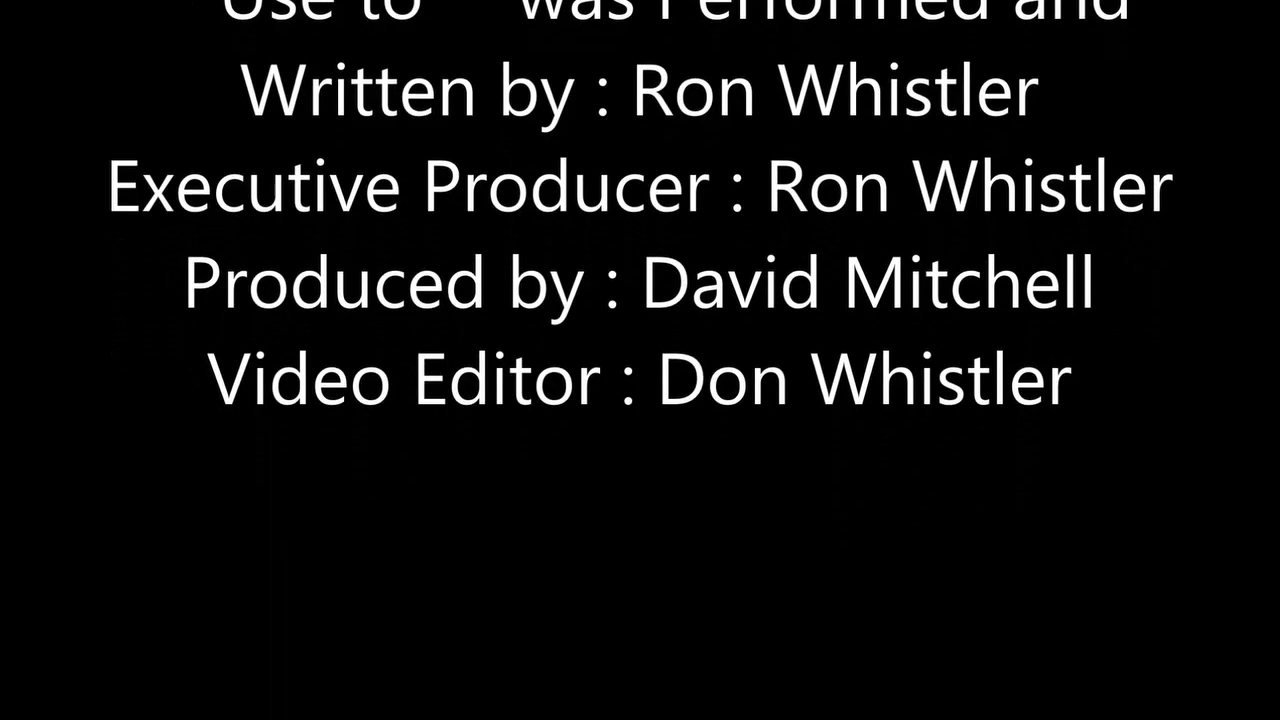 Use to was Performed and
Written by : Ron Whistler
Executive Producer : Ron Whistler
Produced by : David Mitchell
Video Editor : Don Whistler